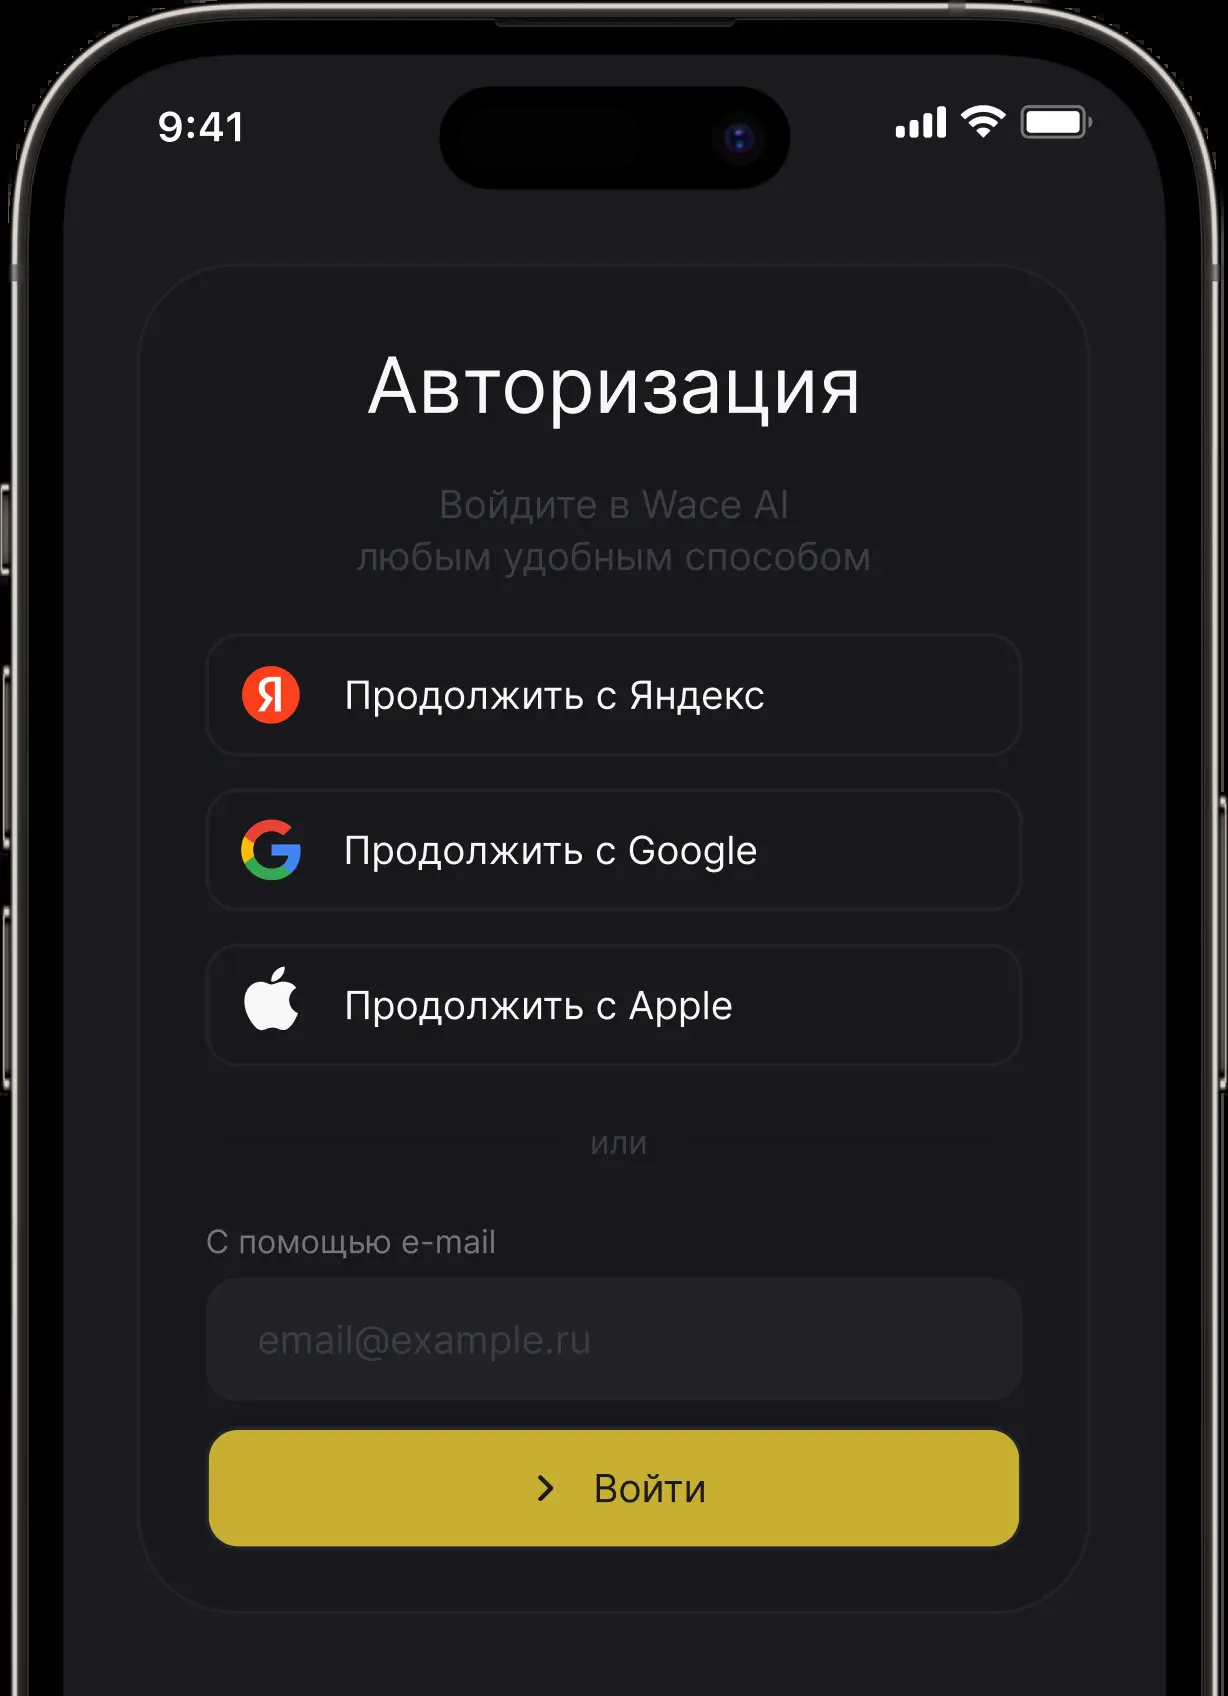 9:41
Авторизация
Войдите в Wace AI
любым удобным способом
Я Продолжить с Яндекс
Продолжить с Google
Продолжить с Apple
или
С помощью e-mail
email@example.ru
Войти